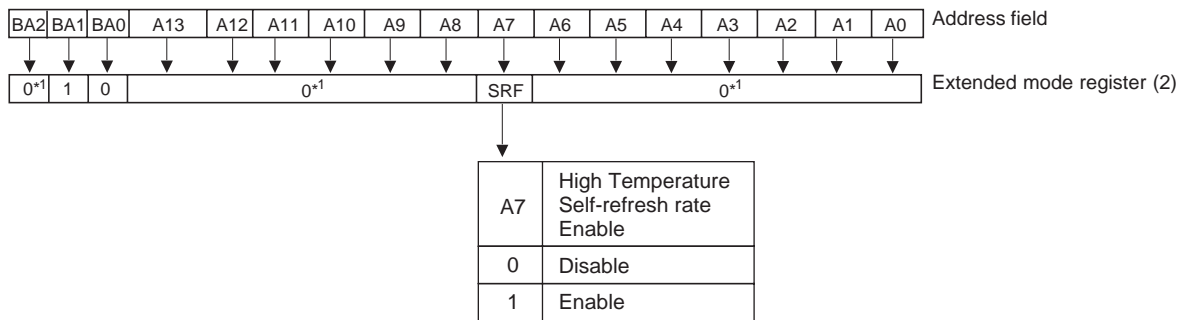 BA2 BA1 BA0 A13 A12 A11 A10 A9 A8 A7 A6 A5 A4 A3 A2 A1 A0 Address field
0*1 1 0 0*1 SRF 0*1 Extended mode register (2)
A7 High Temperature
Self-refresh rate
Enable
0 Disable
1 Enable